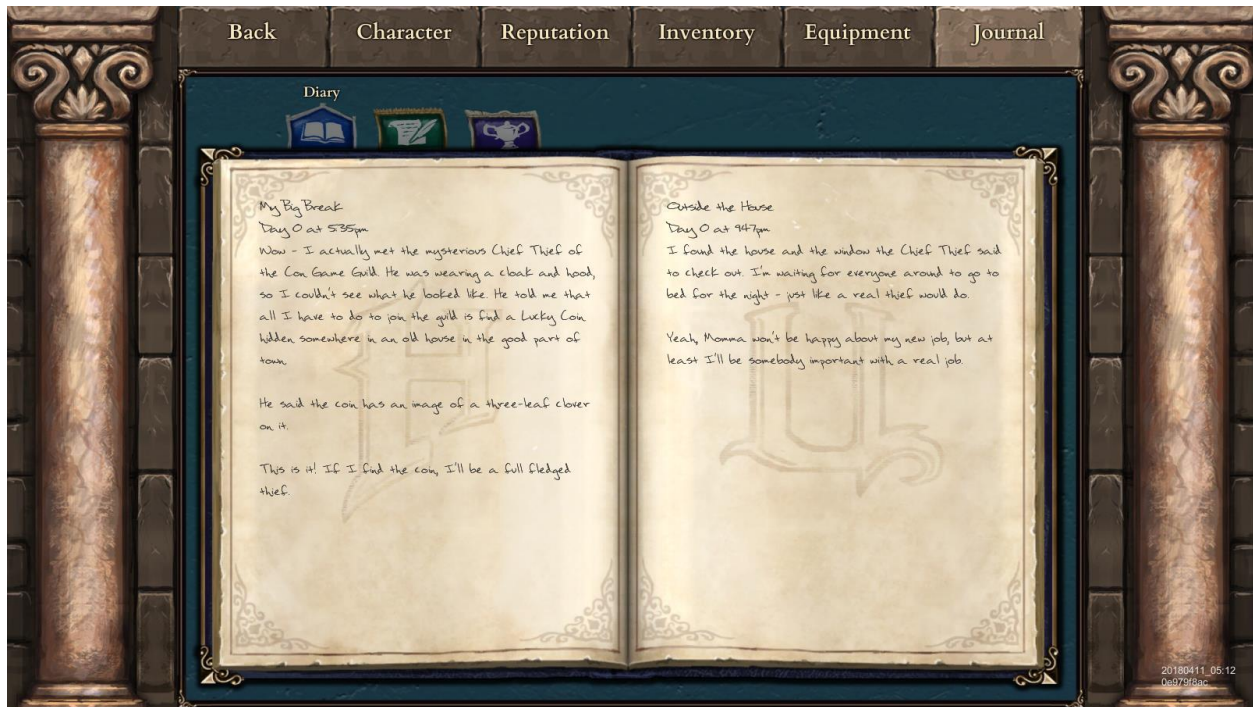 Back
Character
Reputation
Inventory
Equipment
Journal
Diary
My Big Break
Day 0 at 535pm
Wow - I actually met the mysterious Chief Thief of
the Con Game Guild. He was wearing a cloak and hood,
so I couldn't see what he looked like. He told me that
all I have to do to join the guild is find a Lucky Coin
hidden somewhere in an old house in the good part of
town.
He said the coin has an image of a three-leaf clover
on it.
This is it! If I find the coin, I'll be a full fledged
thief.
Outside the House
Day 0 at 947pm
I found the house and the window the Chief Thief said
to check out. I'm waiting for everyone around to go to
bed for the night - just like a real thief would do.
Yeah, Momma won't be happy about my new job, but at
least I'll be somebody important with a real job.
H
U
20180411_05:12
0e979f8ac